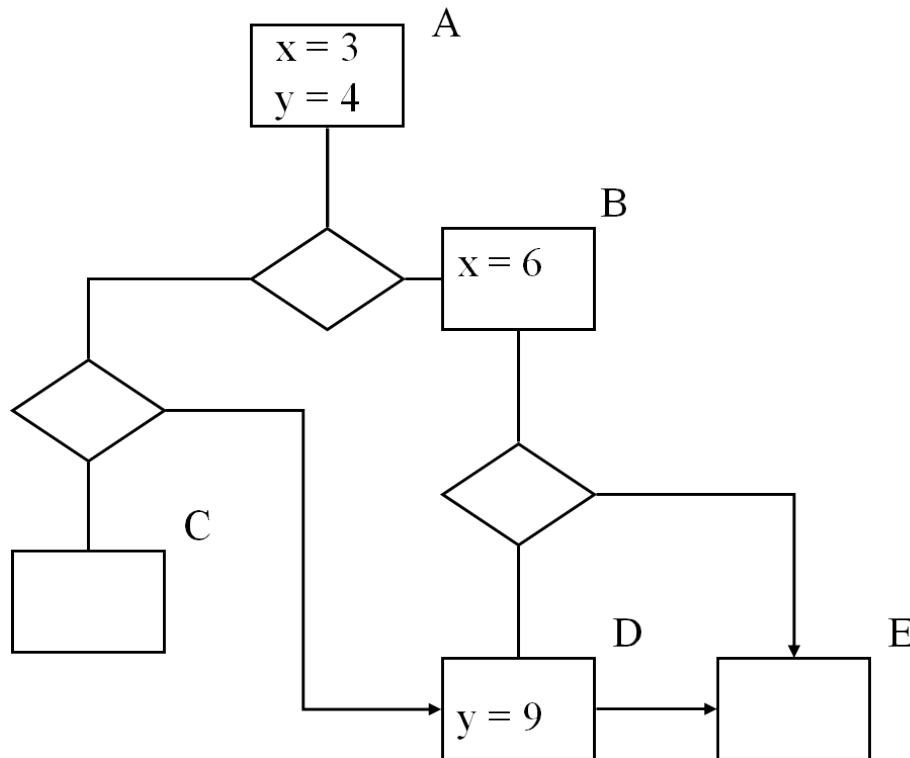 A
x = 3
y = 4
B
x = 6
C
D
E
y = 9